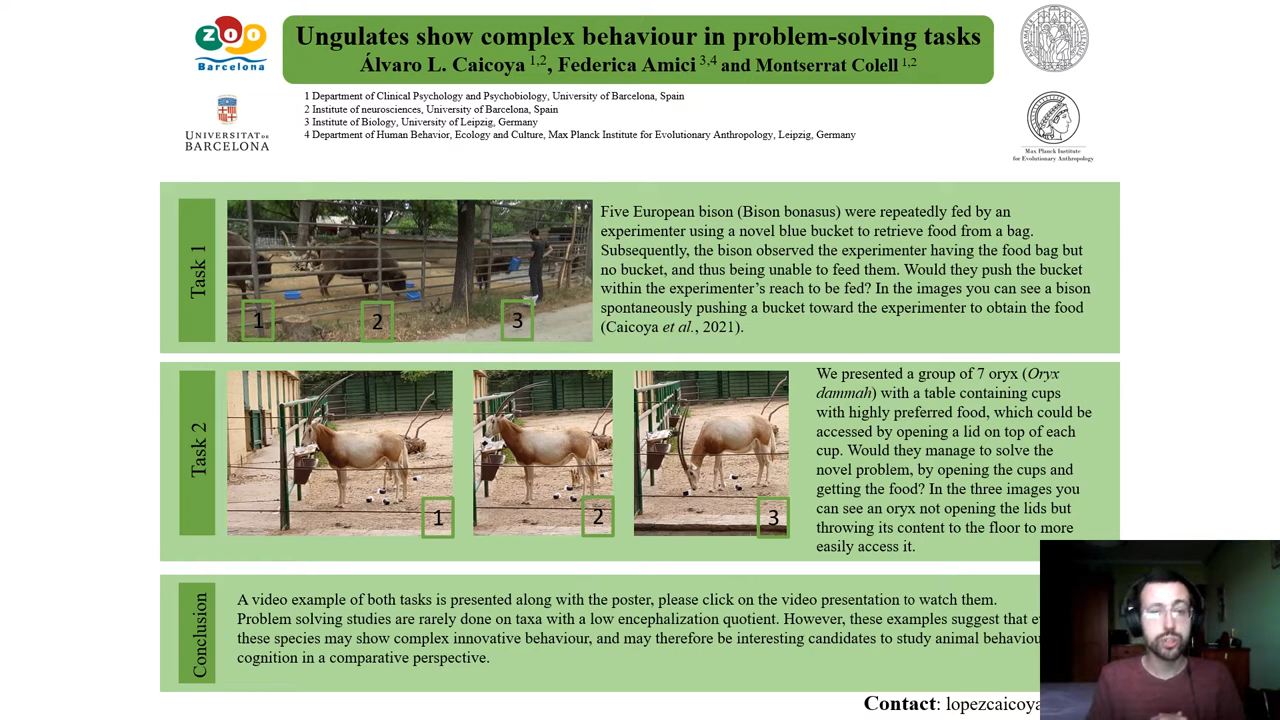 Ungulates show complex behaviour in problem-solving tasks
Álvaro L. Caicoya 1,2, Federica Amici 3,4 and Montserrat Colell 1,2
ZOO
Barcelona
1 Department of Clinical Psychology and Psychobiology, University of Barcelona, Spain
2 Institute of neurosciences, University of Barcelona, Spain
3 Institute of Biology, University of Leipzig, Germany
4 Department of Human Behavior, Ecology and Culture, Max Planck Institute for Evolutionary Anthropology, Leipzig, Germany
UNIVERSITAT DE
BARCELONA
Max Planck Institute
for Evolutionary Anthropology
Task 1
1
2
3
Five European bison (Bison bonasus) were repeatedly fed by an
experimenter using a novel blue bucket to retrieve food from a bag.
Subsequently, the bison observed the experimenter having the food bag but
no bucket, and thus being unable to feed them. Would they push the bucket
within the experimenter's reach to be fed? In the images you can see a bison
spontaneously pushing a bucket toward the experimenter to obtain the food
(Caicoya et al., 2021).
Task 2
1
2
3
We presented a group of 7 oryx (Oryx
dammah) with a table containing cups
with highly preferred food, which could be
accessed by opening a lid on top of each
cup. Would they manage to solve the
novel problem, by opening the cups and
getting the food? In the three images you
can see an oryx not opening the lids but
throwing its content to the floor to more
easily access it.
Conclusion
A video example of both tasks is presented along with the poster, please click on the video presentation to watch them.
Problem solving studies are rarely done on taxa with a low encephalization quotient. However, these examples suggest that
these species may show complex innovative behaviour, and may therefore be interesting candidates to study animal
cognition in a comparative perspective.
Contact: lopezcaicoya